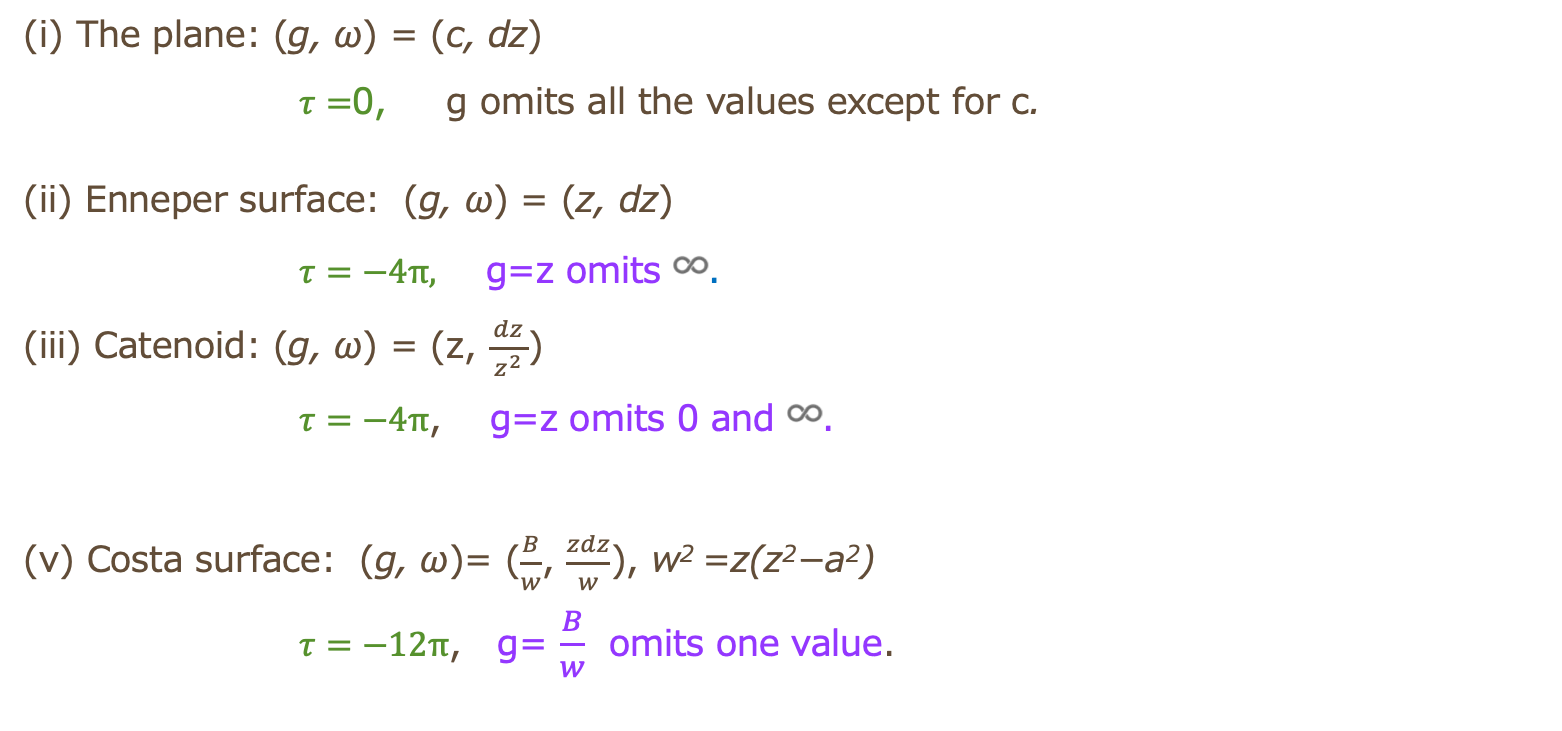 (i) The plane: (g, ω) = (c, dz)
τ =0, g omits all the values except for c.
(ii) Enneper surface: (g, ω) = (z, dz)
τ = −4π, g=z omits ∞.
(iii) Catenoid: (g, ω) = (z, dz/z²)
τ = −4π, g=z omits 0 and ∞.
(v) Costa surface: (g, ω)= (B/w, zdz/w), w² =z(z²−a²)
τ = −12π, g= B/w omits one value.